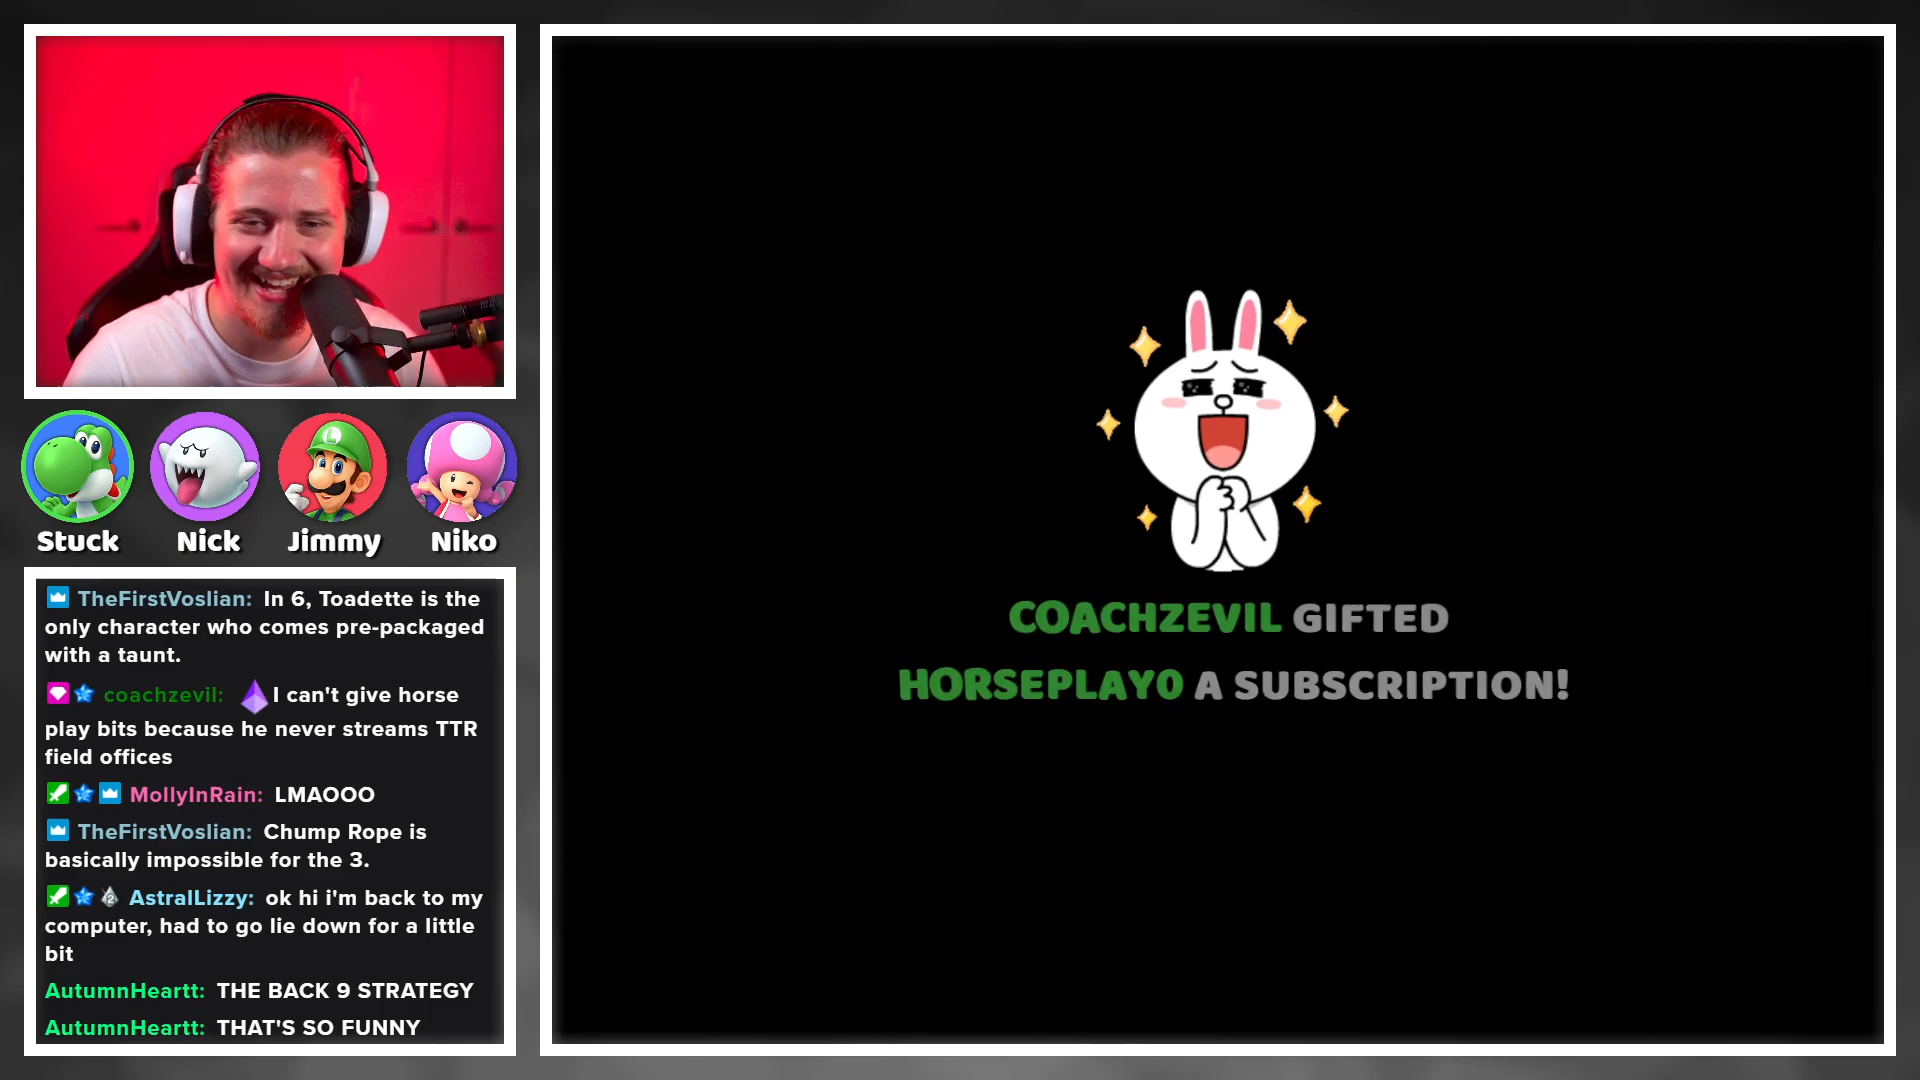 Stuck Nick Jimmy Niko
TheFirstVoslian: In 6, Toadette is the
only character who comes pre-packaged
with a taunt.
coachzevil: I can't give horse
play bits because he never streams TTR
field offices
MollyInRain: LMAOOO
TheFirstVoslian: Chump Rope is
basically impossible for the 3.
AstralLizzy: ok hi i'm back to my
computer, had to go lie down for a little
bit
AutumnHeartt: THE BACK 9 STRATEGY
AutumnHeartt: THAT'S SO FUNNY
COACHZEVIL GIFTED
HORSEPLAY0 A SUBSCRIPTION!